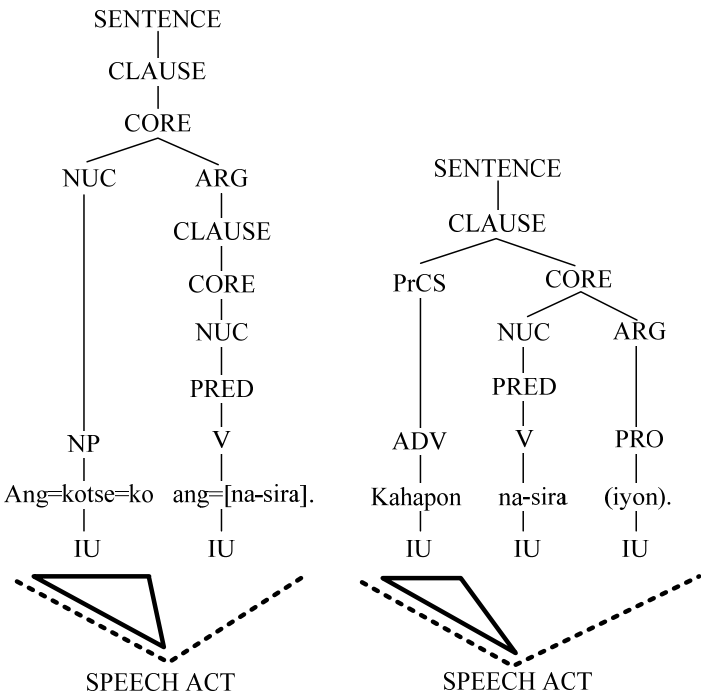 SENTENCE
CLAUSE
CORE
NUC ARG
CLAUSE
CORE
NUC
PRED
NP V
Ang=kotse=ko ang=[na-sira].
IU IU
SPEECH ACT
SENTENCE
CLAUSE
PrCS CORE
NUC ARG
PRED
ADV V PRO
Kahapon na-sira (iyon).
IU IU IU
SPEECH ACT